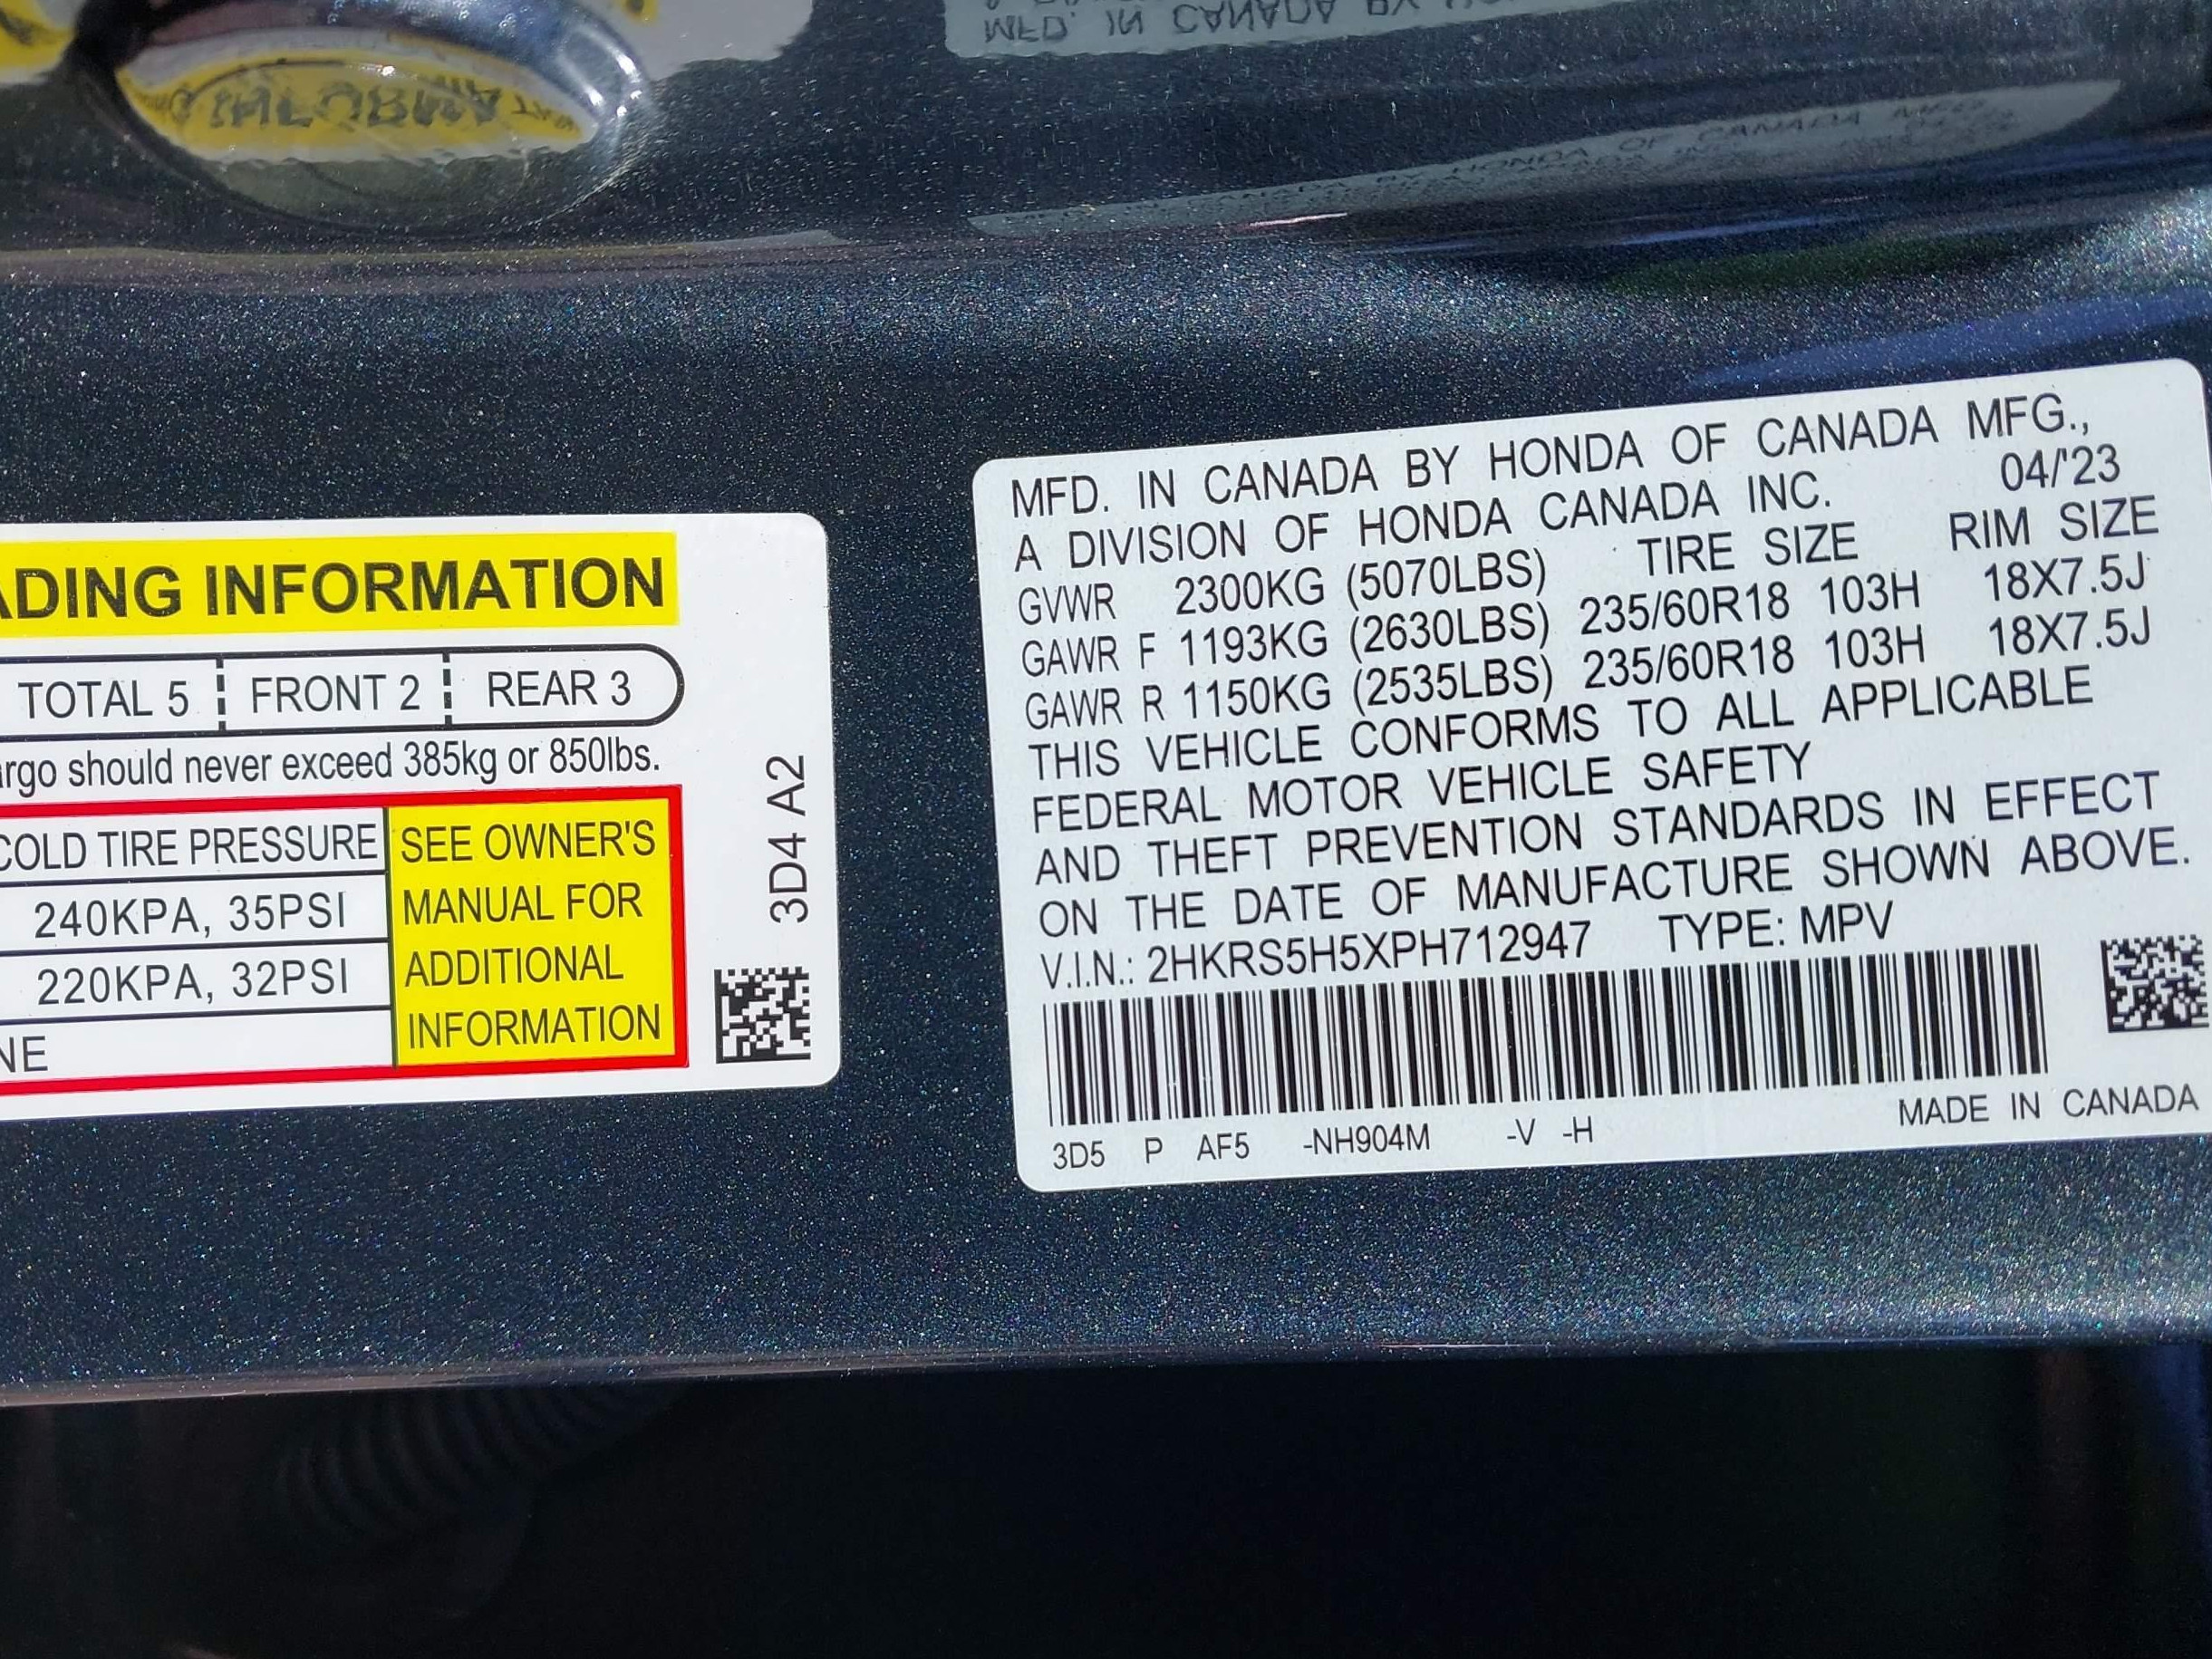 ADING INFORMATION
TOTAL 5 FRONT 2 REAR 3
argo should never exceed 385kg or 850lbs.
COLD TIRE PRESSURE
240KPA, 35PSI
220KPA, 32PSI
NE
SEE OWNER'S
MANUAL FOR
ADDITIONAL
INFORMATION
3D4 A2
MFD. IN CANADA BY HONDA OF CANADA MFG.,
A DIVISION OF HONDA CANADA INC. 04/'23
GVWR 2300KG (5070LBS) TIRE SIZE RIM SIZE
GAWR F 1193KG (2630LBS) 235/60R18 103H 18X7.5J
GAWR R 1150KG (2535LBS) 235/60R18 103H 18X7.5J
THIS VEHICLE CONFORMS TO ALL APPLICABLE
FEDERAL MOTOR VEHICLE SAFETY
AND THEFT PREVENTION STANDARDS IN EFFECT
ON THE DATE OF MANUFACTURE SHOWN ABOVE.
V.I.N.: 2HKRS5H5XPH712947 TYPE: MPV
3D5 P AF5 -NH904M -V -H
MADE IN CANADA